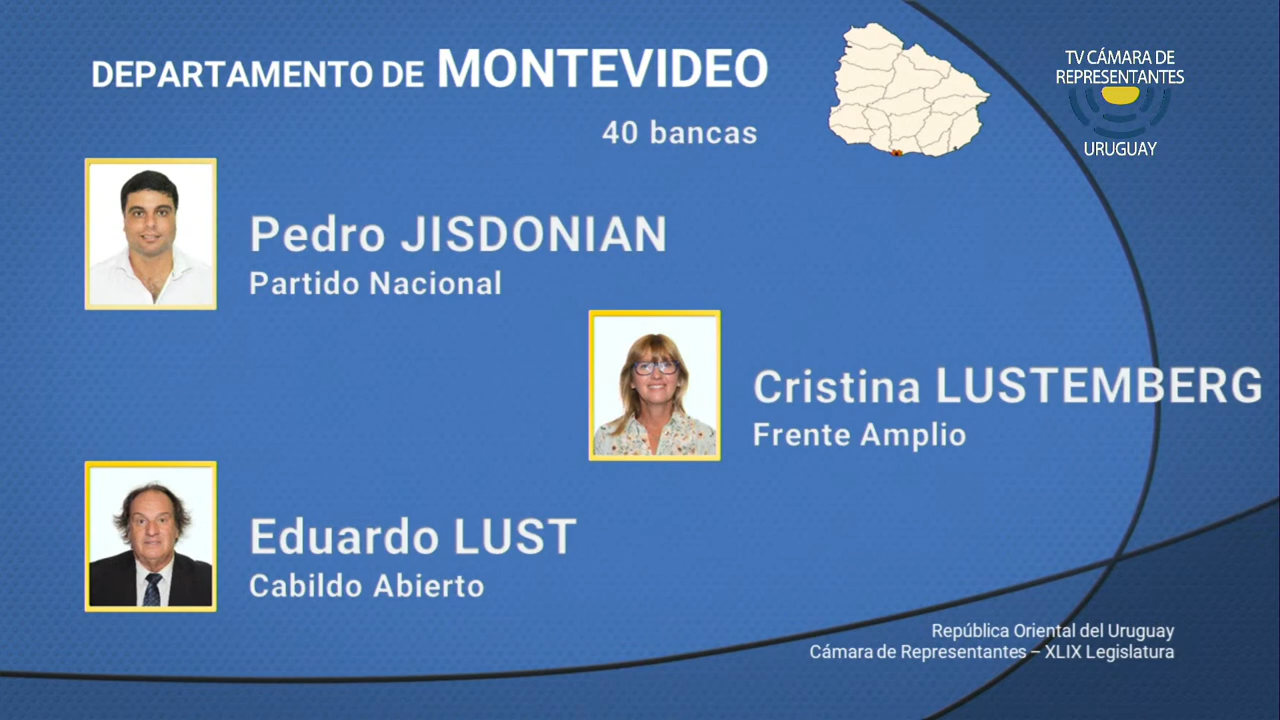 DEPARTAMENTO DE MONTEVIDEO
40 bancas
TV CÁMARA DE
REPRESENTANTES
URUGUAY
Pedro JISDONIAN
Partido Nacional
Cristina LUSTEMBERG
Frente Amplio
Eduardo LUST
Cabildo Abierto
República Oriental del Uruguay
Cámara de Representantes – XLIX Legislatura